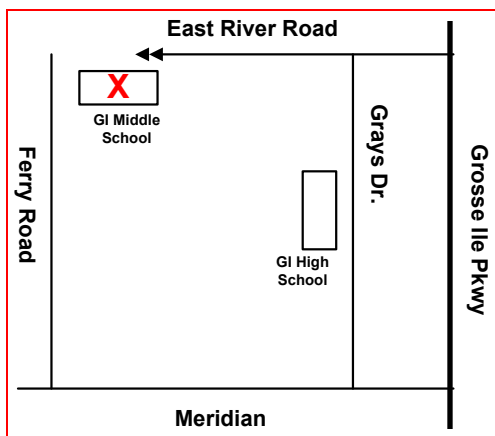 East River Road
X
GI Middle
School
Ferry Road
Grays Dr.
Grosse Ile Pkwy
GI High
School
Meridian